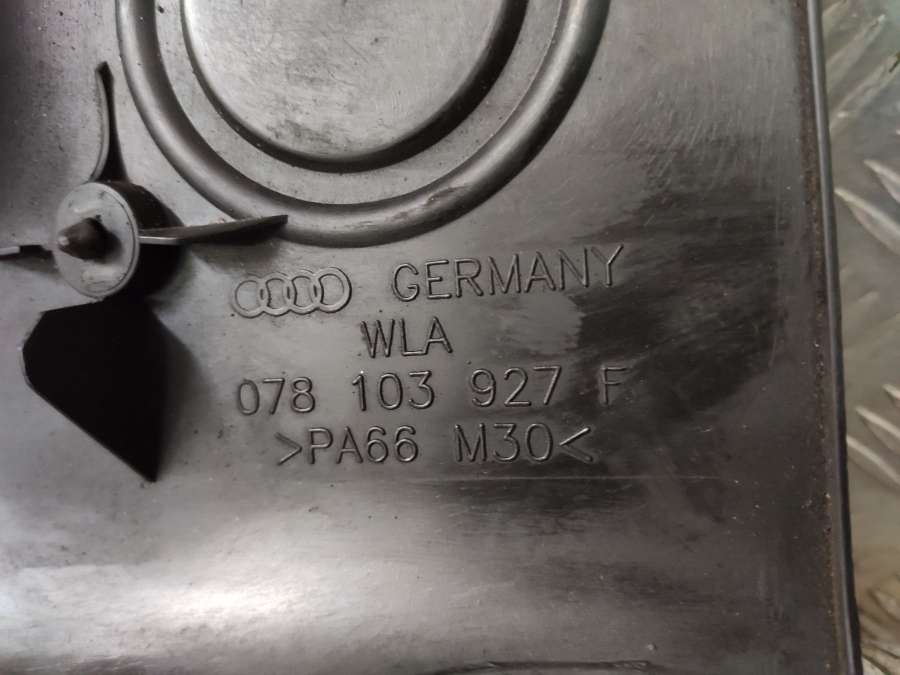 GERMANY
WLA
078 103 927 F
>PA66 M30<